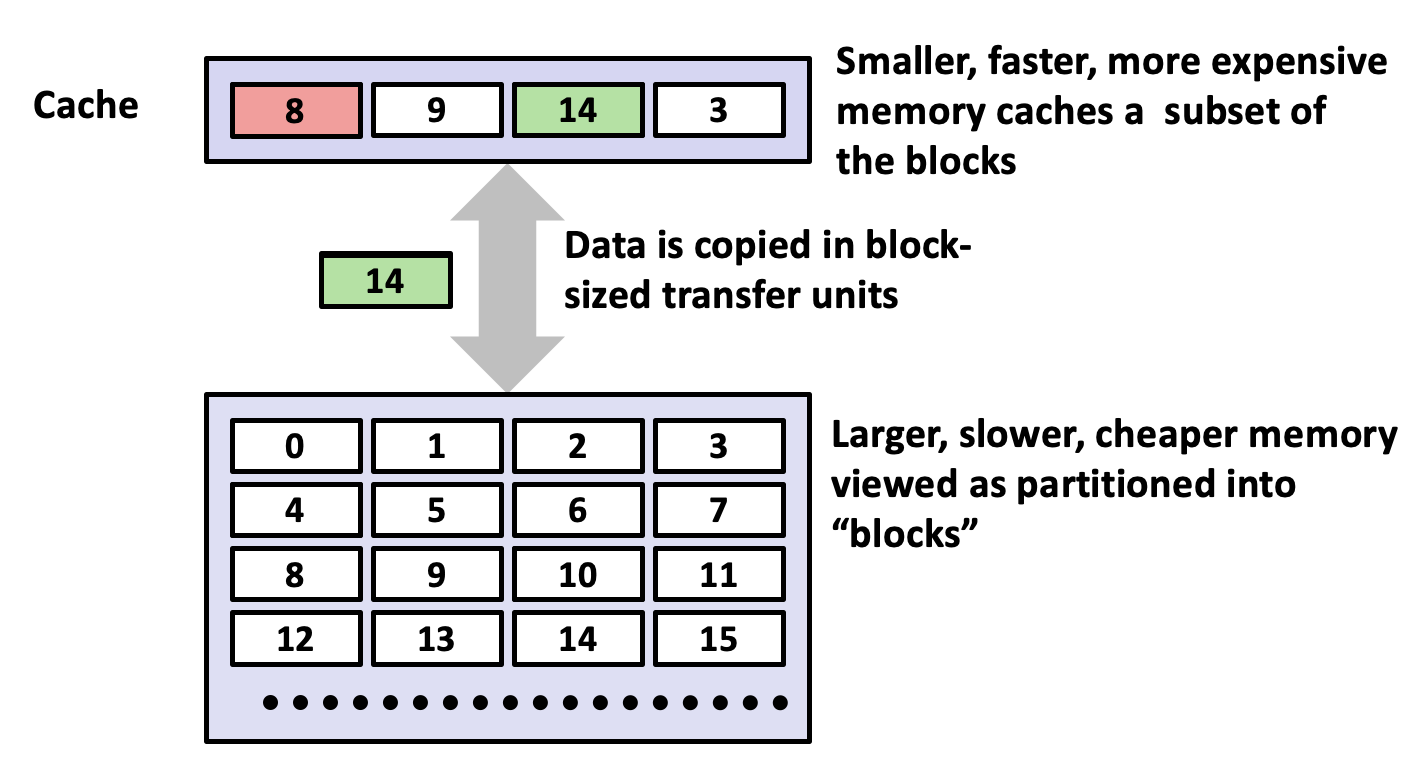 Cache
8 9 14 3
Smaller, faster, more expensive
memory caches a subset of
the blocks
14
Data is copied in block-
sized transfer units
0 1 2 3
4 5 6 7
8 9 10 11
12 13 14 15
Larger, slower, cheaper memory
viewed as partitioned into
“blocks”